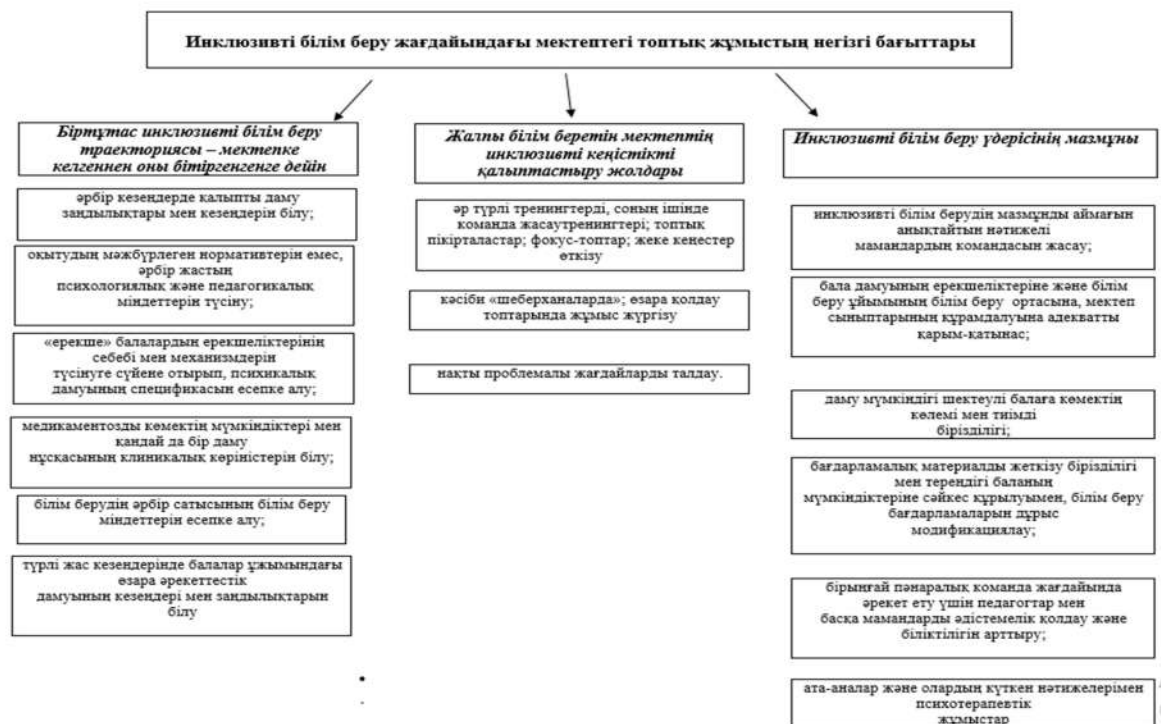 Инклюзивті білім беру жағдайындағы мектептегі топтық жұмыстың негізгі бағыттары
Біртұтас инклюзивті білім беру
траекториясы – мектепке
келгеннен оны бітіргенгенге дейін
әрбір кезеңдерде қалыпты даму
заңдылықтары мен кезеңдерін білу;
оқытудың мәжбүрлеген нормативтерін емес,
әрбір жастың
психологиялық және педагогикалық
міндеттерін түсіну;
«ерекше» балалардың ерекшеліктерінің
себебі мен механизмдерін
түсінуге сүйене отырып, психикалық
дамуының спецификасын есепке алу;
медикаментозды көмектің мүмкіндіктері мен
қандай да бір даму
нұсқасының клиникалық көріністерін білу;
білім берудің әрбір сатысының білім беру
міндеттерін есепке алу;
түрлі жас кезеңдерінде балалар ұжымындағы
өзара әрекеттестік
дамуының кезеңдері мен заңдылықтарын
білу
Жалпы білім беретін мектептің
инклюзивті кеңістікті
қалыптастыру жолдары
әр түрлі тренингтерді, соның ішінде
команда жасаутренингтері; топтық
пікірталастар; фокус-топтар; жеке кеңестер
өткізу
кәсіби «шеберханаларда»; өзара қолдау
топтарында жұмыс жүргізу
нақты проблемалы жағдайларды талдау.
Инклюзивті білім беру үдерісінің мазмұны
инклюзивті білім берудің мазмұнды аймағын
анықтайтын нәтижелі
мамандардың командасын жасау;
бала дамуының ерекшеліктеріне және білім
беру ұйымының білім беру ортасына, мектеп
сыныптарының құрамдалуына адекватты
қарым-қатынас;
даму мүмкіндігі шектеулі балаға көмектің
көлемі мен тиімді
бірізділігі;
бағдарламалық материалды жеткізу бірізділігі
мен тереңдігі баланың
мүмкіндіктеріне сәйкес құрылуымен, білім беру
бағдарламаларын дұрыс
модификациялау;
бірыңғай пәнаралық команда жағдайында
әрекет ету үшін педагогтар мен
басқа мамандарды әдістемелік қолдау және
біліктілігін арттыру;
ата-аналар және олардың күткен нәтижелерімен
психотерапевтік
жұмыстар